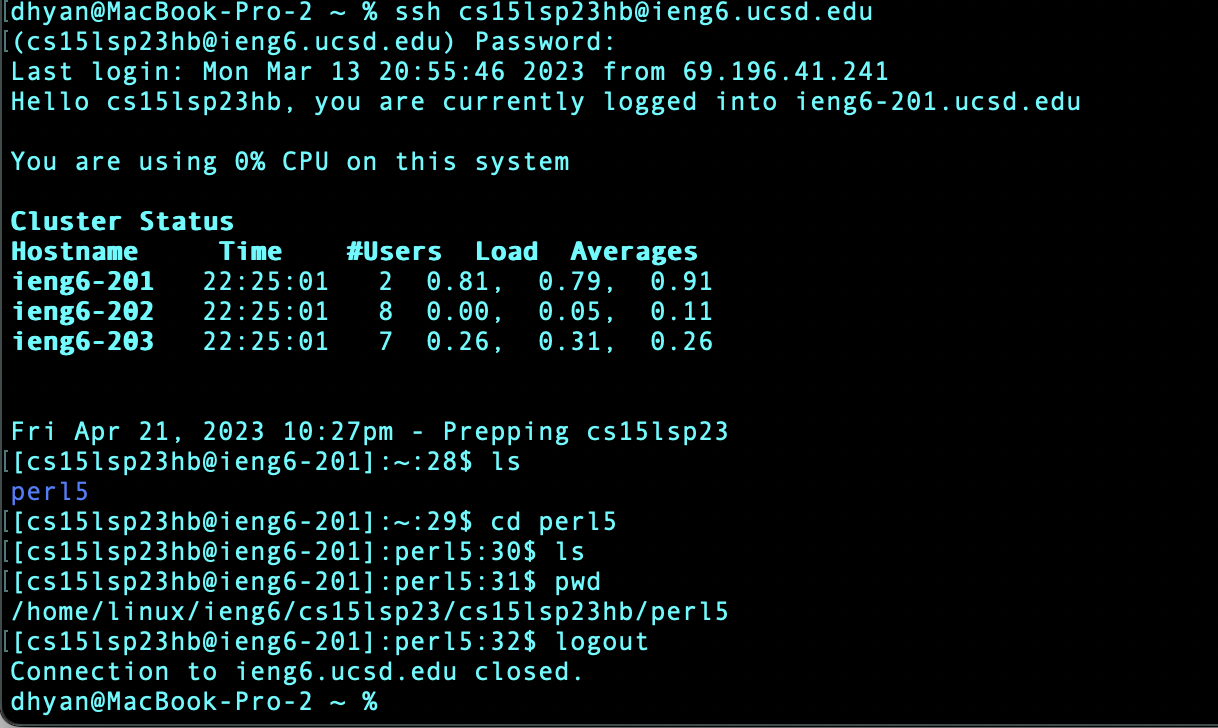 [dhyan@MacBook-Pro-2 ~ % ssh cs15lsp23hb@ieng6.ucsd.edu
[(cs15lsp23hb@ieng6.ucsd.edu) Password:
Last login: Mon Mar 13 20:55:46 2023 from 69.196.41.241
Hello cs15lsp23hb, you are currently logged into ieng6-201.ucsd.edu

You are using 0% CPU on this system

Cluster Status
Hostname     Time    #Users  Load  Averages
ieng6-201   22:25:01   2  0.81,  0.79,  0.91
ieng6-202   22:25:01   8  0.00,  0.05,  0.11
ieng6-203   22:25:01   7  0.26,  0.31,  0.26

Fri Apr 21, 2023 10:27pm - Prepping cs15lsp23
[[cs15lsp23hb@ieng6-201]:~:28$ ls
perl5
[[cs15lsp23hb@ieng6-201]:~:29$ cd perl5
[[cs15lsp23hb@ieng6-201]:perl5:30$ ls
[[cs15lsp23hb@ieng6-201]:perl5:31$ pwd
/home/linux/ieng6/cs15lsp23/cs15lsp23hb/perl5
[[cs15lsp23hb@ieng6-201]:perl5:32$ logout
Connection to ieng6.ucsd.edu closed.
dhyan@MacBook-Pro-2 ~ %